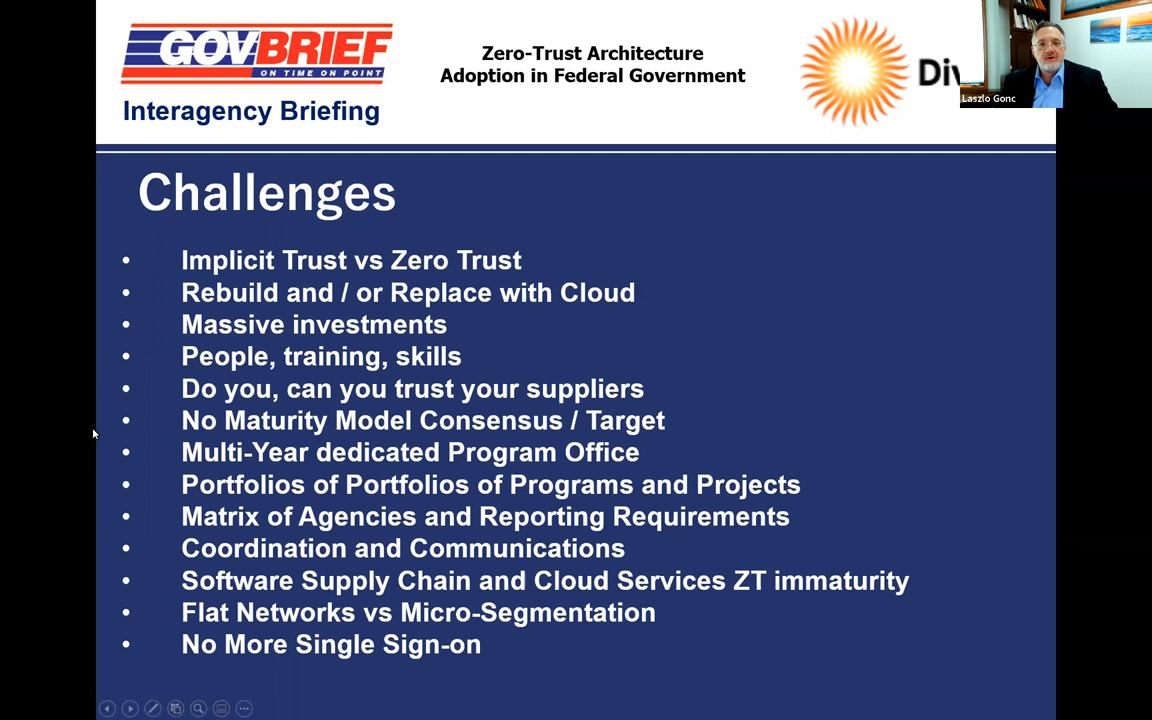 GOVBRIEF
ON TIME ON POINT
Interagency Briefing
Zero-Trust Architecture
Adoption in Federal Government
Div
Laszlo Gonc
Challenges
• Implicit Trust vs Zero Trust
• Rebuild and / or Replace with Cloud
• Massive investments
• People, training, skills
• Do you, can you trust your suppliers
• No Maturity Model Consensus / Target
• Multi-Year dedicated Program Office
• Portfolios of Portfolios of Programs and Projects
• Matrix of Agencies and Reporting Requirements
• Coordination and Communications
• Software Supply Chain and Cloud Services ZT immaturity
• Flat Networks vs Micro-Segmentation
• No More Single Sign-on